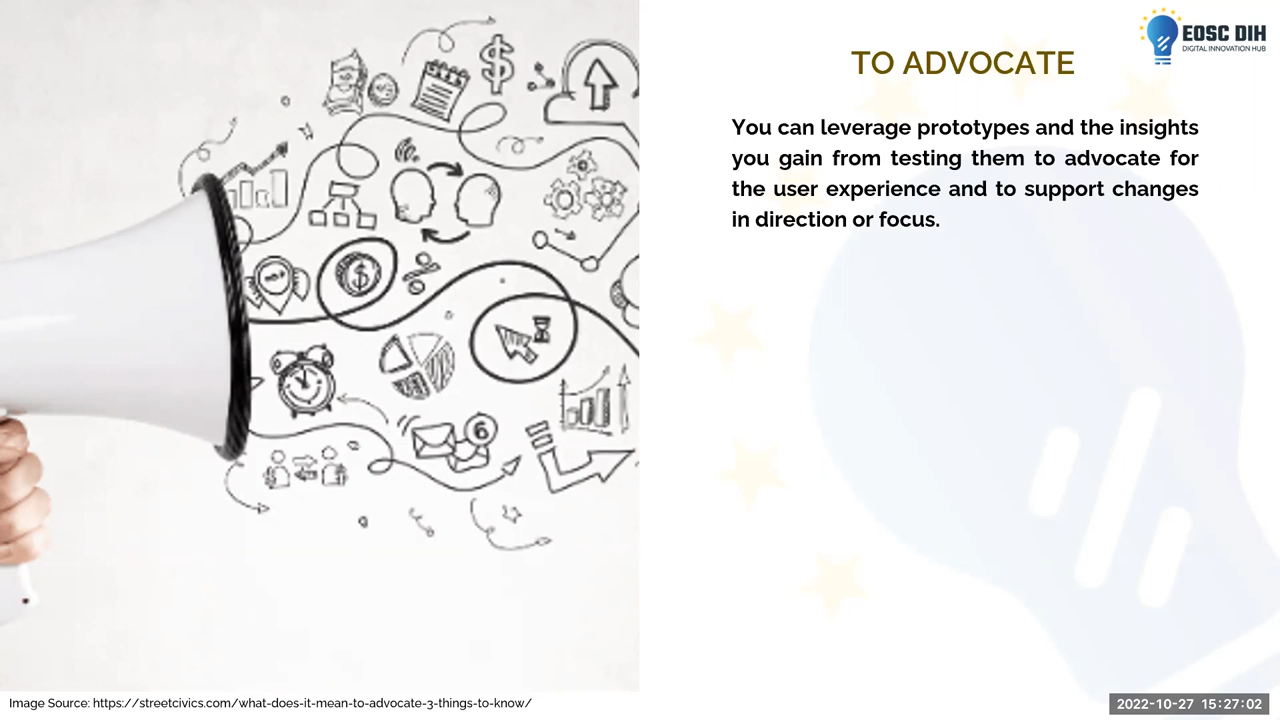 EOSC DIH
DIGITAL INNOVATION HUB
TO ADVOCATE
You can leverage prototypes and the insights
you gain from testing them to advocate for
the user experience and to support changes
in direction or focus.
6
Image Source: https://streetcivics.com/what-does-it-mean-to-advocate-3-things-to-know/
2022-10-27 15:27:02